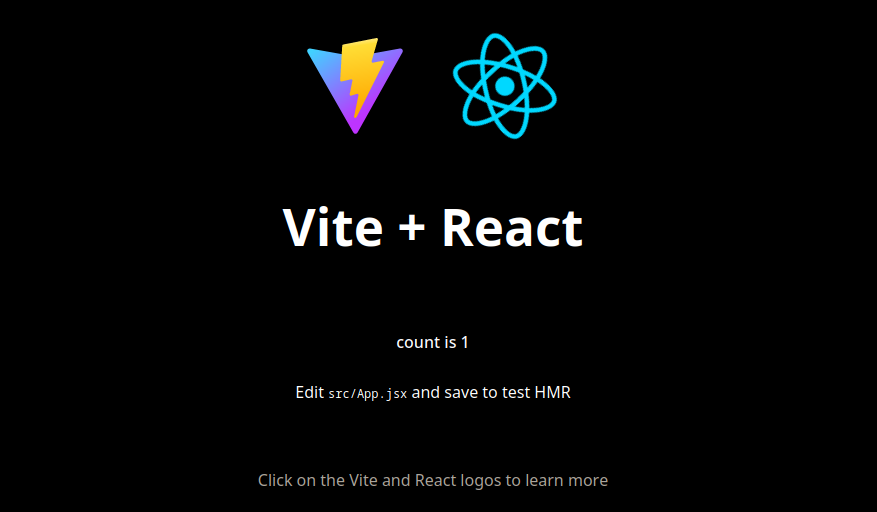 Vite + React
count is 1
Edit src/App.jsx and save to test HMR
Click on the Vite and React logos to learn more